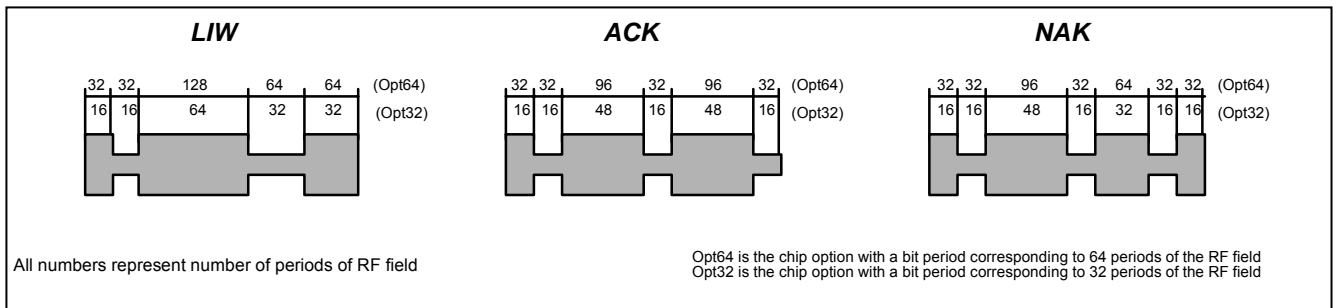 LIW ACK NAK
32 32 128 64 64 (Opt64) 32 32 96 32 96 32 (Opt64) 32 32 96 32 64 32 32 (Opt64)
16 16 64 32 32 (Opt32) 16 16 48 16 48 16 (Opt32) 16 16 48 16 32 16 16 (Opt32)
All numbers represent number of periods of RF field
Opt64 is the chip option with a bit period corresponding to 64 periods of the RF field
Opt32 is the chip option with a bit period corresponding to 32 periods of the RF field